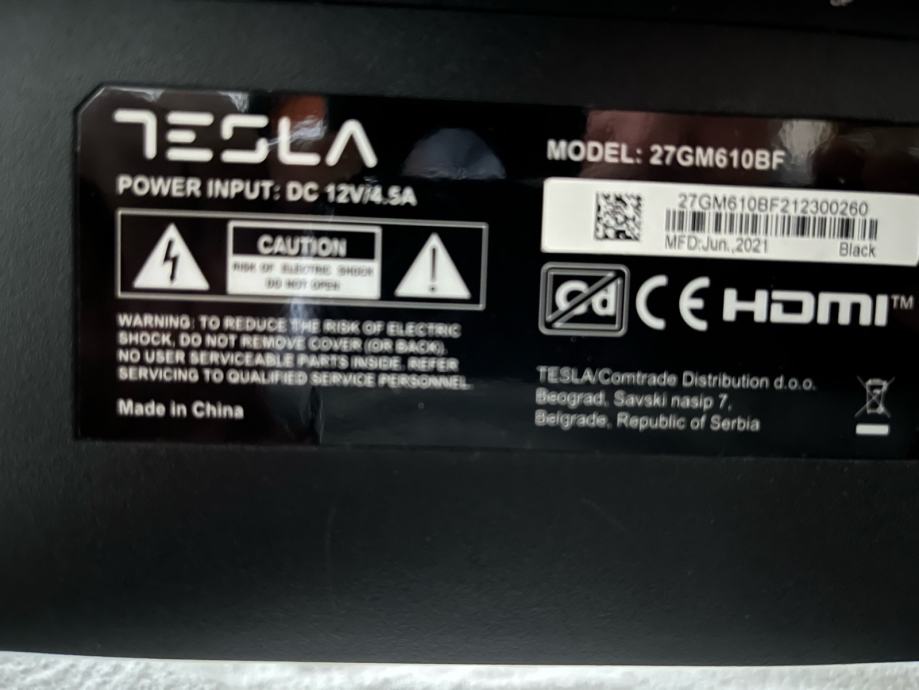 TESLA
POWER INPUT: DC 12V/4.5A
CAUTION
RISK OF ELECTRIC SHOCK
DO NOT OPEN
WARNING: TO REDUCE THE RISK OF ELECTRIC
SHOCK, DO NOT REMOVE COVER (OR BACK).
NO USER SERVICEABLE PARTS INSIDE. REFER
SERVICING TO QUALIFIED SERVICE PERSONNEL.
Made in China
MODEL: 27GM610BF
27GM610BF212300260
MFD:Jun.,2021 Black
Cd CE HDMI™
TESLA/Comtrade Distribution d.o.o.
Beograd, Savski nasip 7,
Belgrade, Republic of Serbia